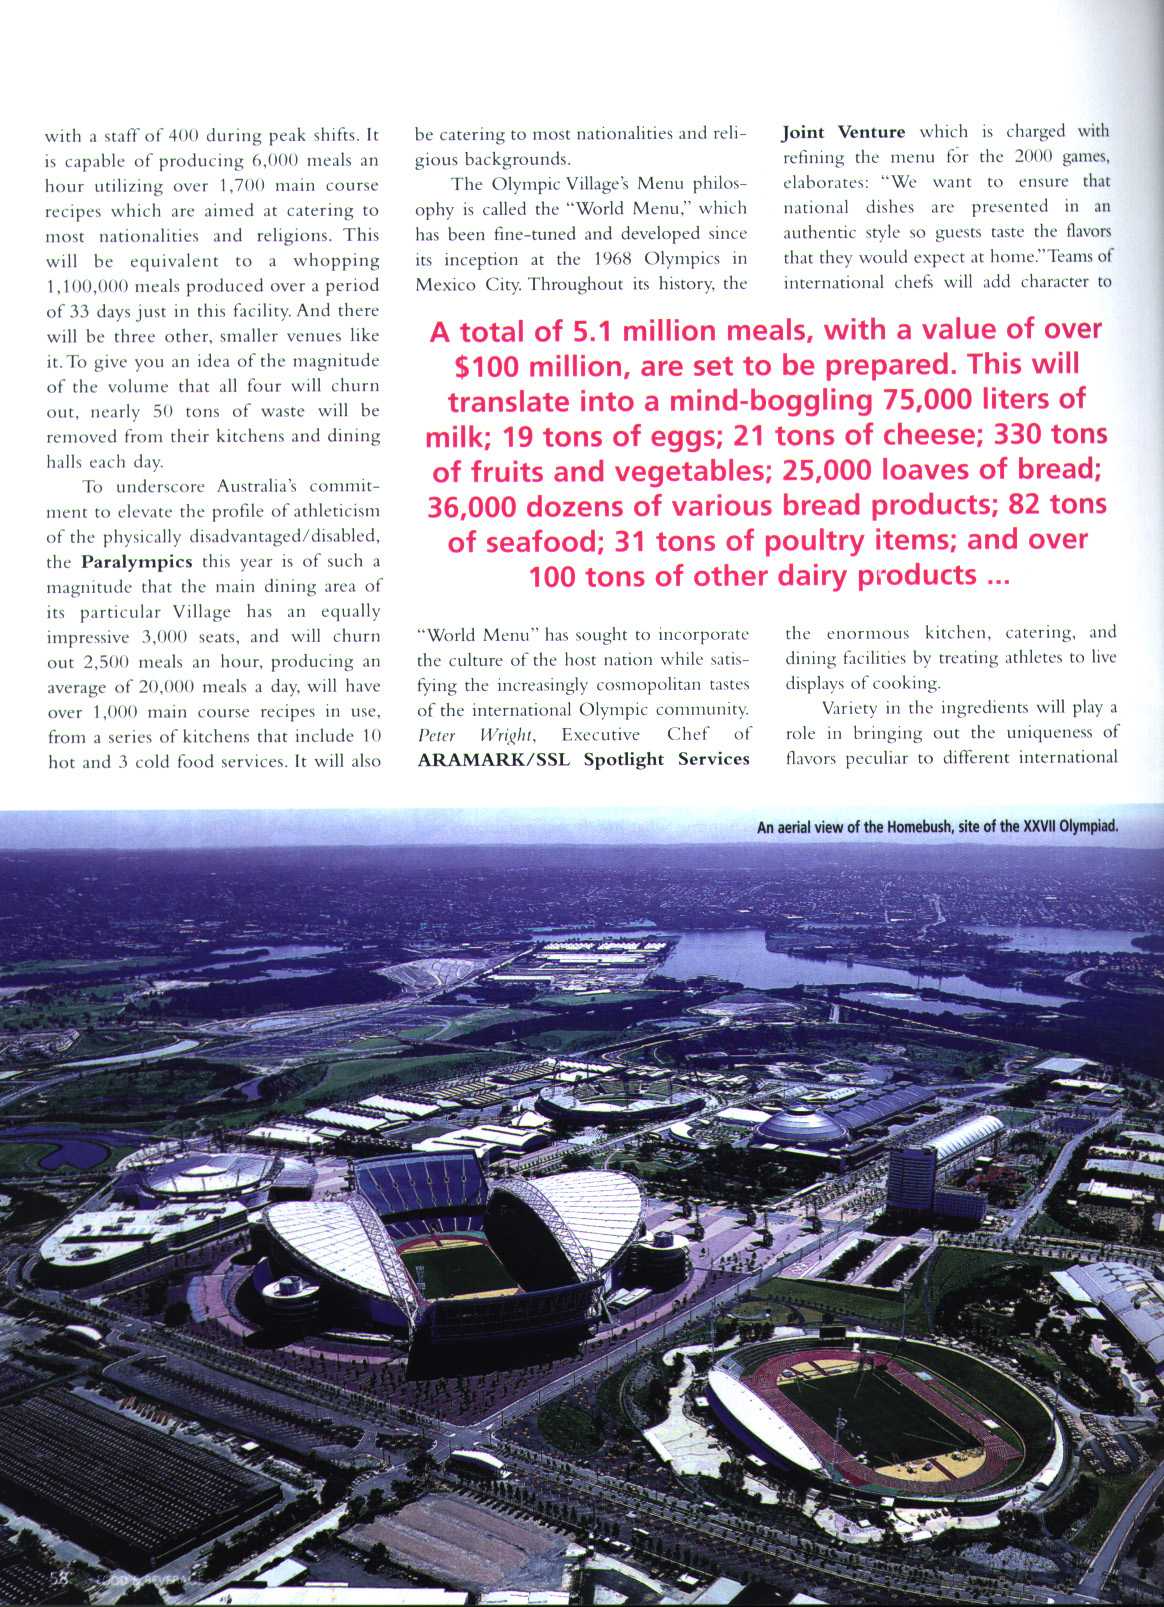 with a staff of 400 during peak shifts. It
is capable of producing 6,000 meals an
hour utilizing over 1,700 main course
recipes which are aimed at catering to
most nationalities and religions. This
will be equivalent to a whopping
1,100,000 meals produced over a period
of 33 days just in this facility. And there
will be three other, smaller venues like
it. To give you an idea of the magnitude
of the volume that all four will churn
out, nearly 50 tons of waste will be
removed from their kitchens and dining
halls each day.
To underscore Australia's commit-
ment to elevate the profile of athleticism
of the physically disadvantaged/disabled,
the Paralympics this year is of such a
magnitude that the main dining area of
its particular Village has an equally
impressive 3,000 seats, and will churn
out 2,500 meals an hour, producing an
average of 20,000 meals a day, will have
over 1,000 main course recipes in use,
from a series of kitchens that include 10
hot and 3 cold food services. It will also
be catering to most nationalities and reli-
gious backgrounds.
The Olympic Village's Menu philos-
ophy is called the "World Menu," which
has been fine-tuned and developed since
its inception at the 1968 Olympics in
Mexico City. Throughout its history, the
"World Menu" has sought to incorporate
the culture of the host nation while satis-
fying the increasingly cosmopolitan tastes
of the international Olympic community.
Peter Wright, Executive Chef of
ARAMARK/SSL Spotlight Services
Joint Venture which is charged with
refining the menu for the 2000 games,
elaborates: "We want to ensure that
national dishes are presented in an
authentic style so guests taste the flavors
that they would expect at home." Teams of
international chefs will add character to
the enormous kitchen, catering, and
dining facilities by treating athletes to live
displays of cooking.
Variety in the ingredients will play a
role in bringing out the uniqueness of
flavors peculiar to different international
A total of 5.1 million meals, with a value of over
$100 million, are set to be prepared. This will
translate into a mind-boggling 75,000 liters of
milk; 19 tons of eggs; 21 tons of cheese; 330 tons
of fruits and vegetables; 25,000 loaves of bread;
36,000 dozens of various bread products; 82 tons
of seafood; 31 tons of poultry items; and over
100 tons of other dairy products ...
An aerial view of the Homebush, site of the XXVII Olympiad.
58 FOOD & BEVERAGE